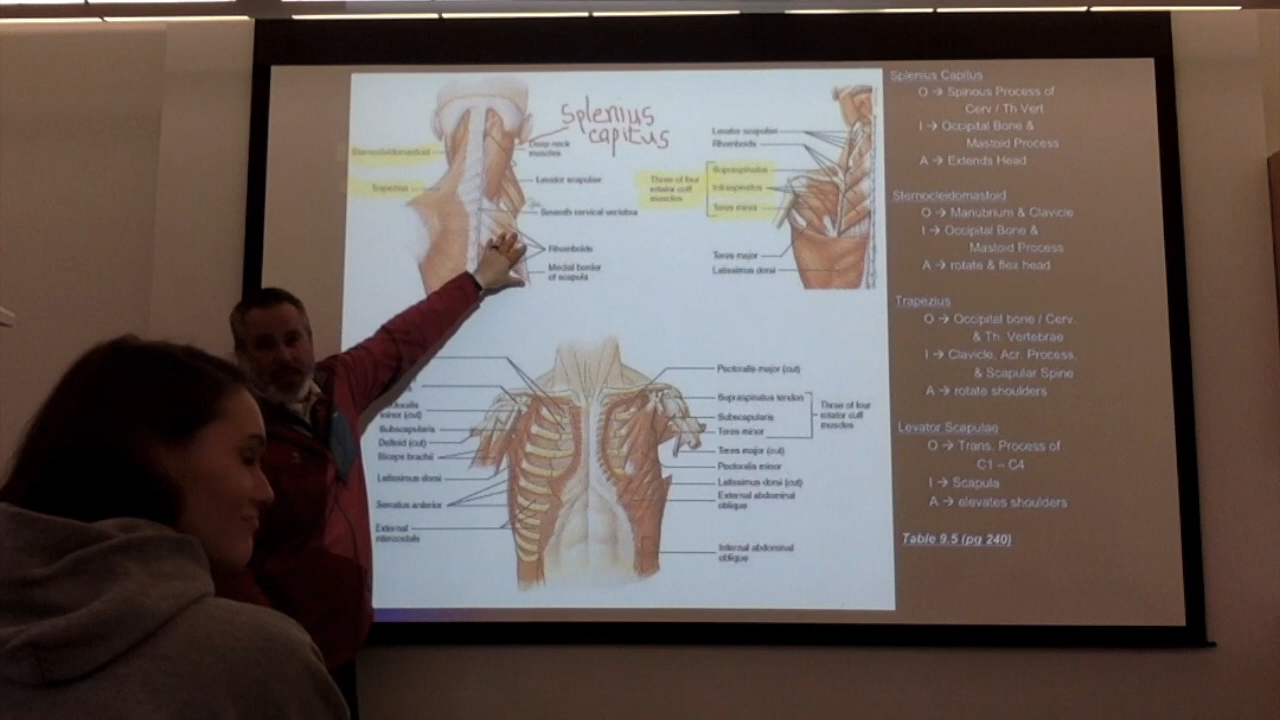 Splenius
capitus
Sternocleidomastoid
Trapezius
Deep neck
muscles
Levator scapulae
Seventh cervical vertebra
Rhomboids
Medial border
of scapula
Levator scapulae
Rhomboids
Three of four
rotator cuff
muscles
Supraspinatus
Infraspinatus
Teres minor
Teres major
Latissimus dorsi
minor (cut)
Subscapularis
Deltoid (cut)
Biceps brachii
Latissimus dorsi
Serratus anterior
External
intercostals
Pectoralis major (cut)
Supraspinatus tendon
Subscapularis
Teres minor
Three of four
rotator cuff
muscles
Teres major (cut)
Pectoralis minor
Latissimus dorsi (cut)
External abdominal
oblique
Internal abdominal
oblique
Splenius Capitus
O → Spinous Process of
Cerv / Th Vert
I → Occipital Bone &
Mastoid Process
A → Extends Head
Sternocleidomastoid
O → Manubrium & Clavicle
I → Occipital Bone &
Mastoid Process
A → rotate & flex head
Trapezius
O → Occipital bone / Cerv.
& Th. Vertebrae
I → Clavicle, Acr. Process,
& Scapular Spine
A → rotate shoulders
Levator Scapulae
O → Trans. Process of
C1 – C4
I → Scapula
A → elevates shoulders
Table 9.5 (pg 240)